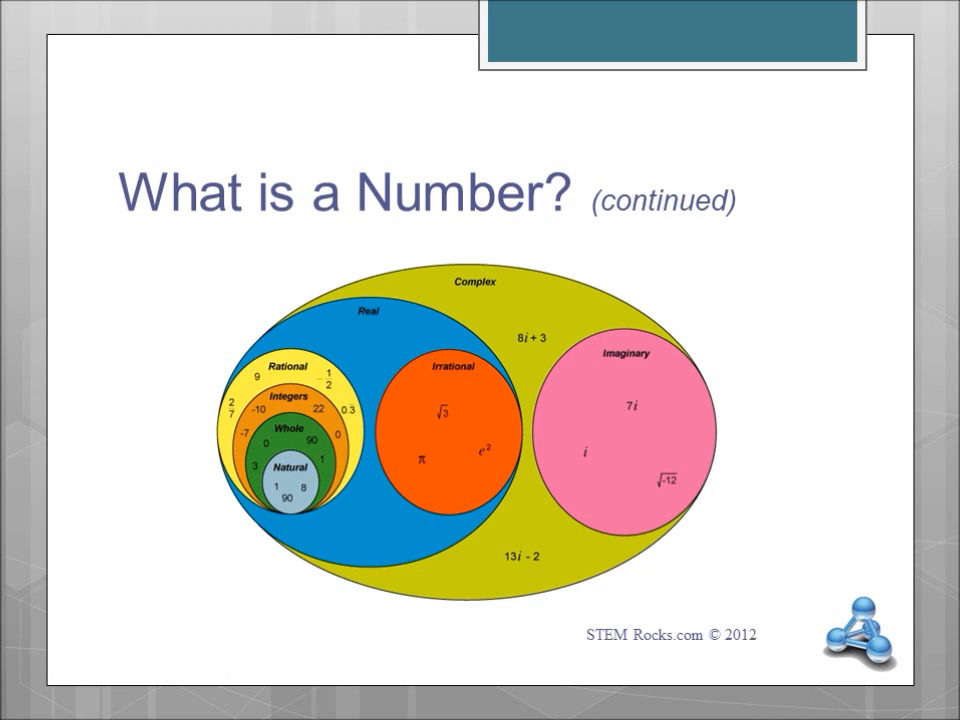 What is a Number? (continued)
Complex
Real
8i + 3
Imaginary
Rational
Irrational
9
- 1/2
Integers
2/7
-10
22
0.3̅
√3
7i
Whole
-7
0
90
0
π
e²
i
3
1
Natural
√-12
1
8
90
13i - 2
STEM Rocks.com © 2012